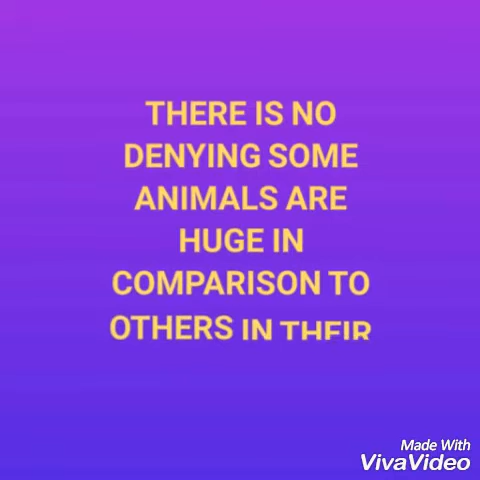 THERE IS NO
DENYING SOME
ANIMALS ARE
HUGE IN
COMPARISON TO
OTHERS IN THEIR
Made With
VivaVideo